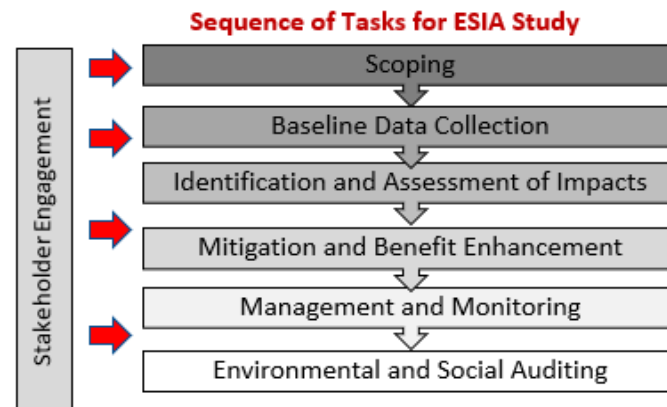 Sequence of Tasks for ESIA Study
Stakeholder Engagement
Scoping
Baseline Data Collection
Identification and Assessment of Impacts
Mitigation and Benefit Enhancement
Management and Monitoring
Environmental and Social Auditing